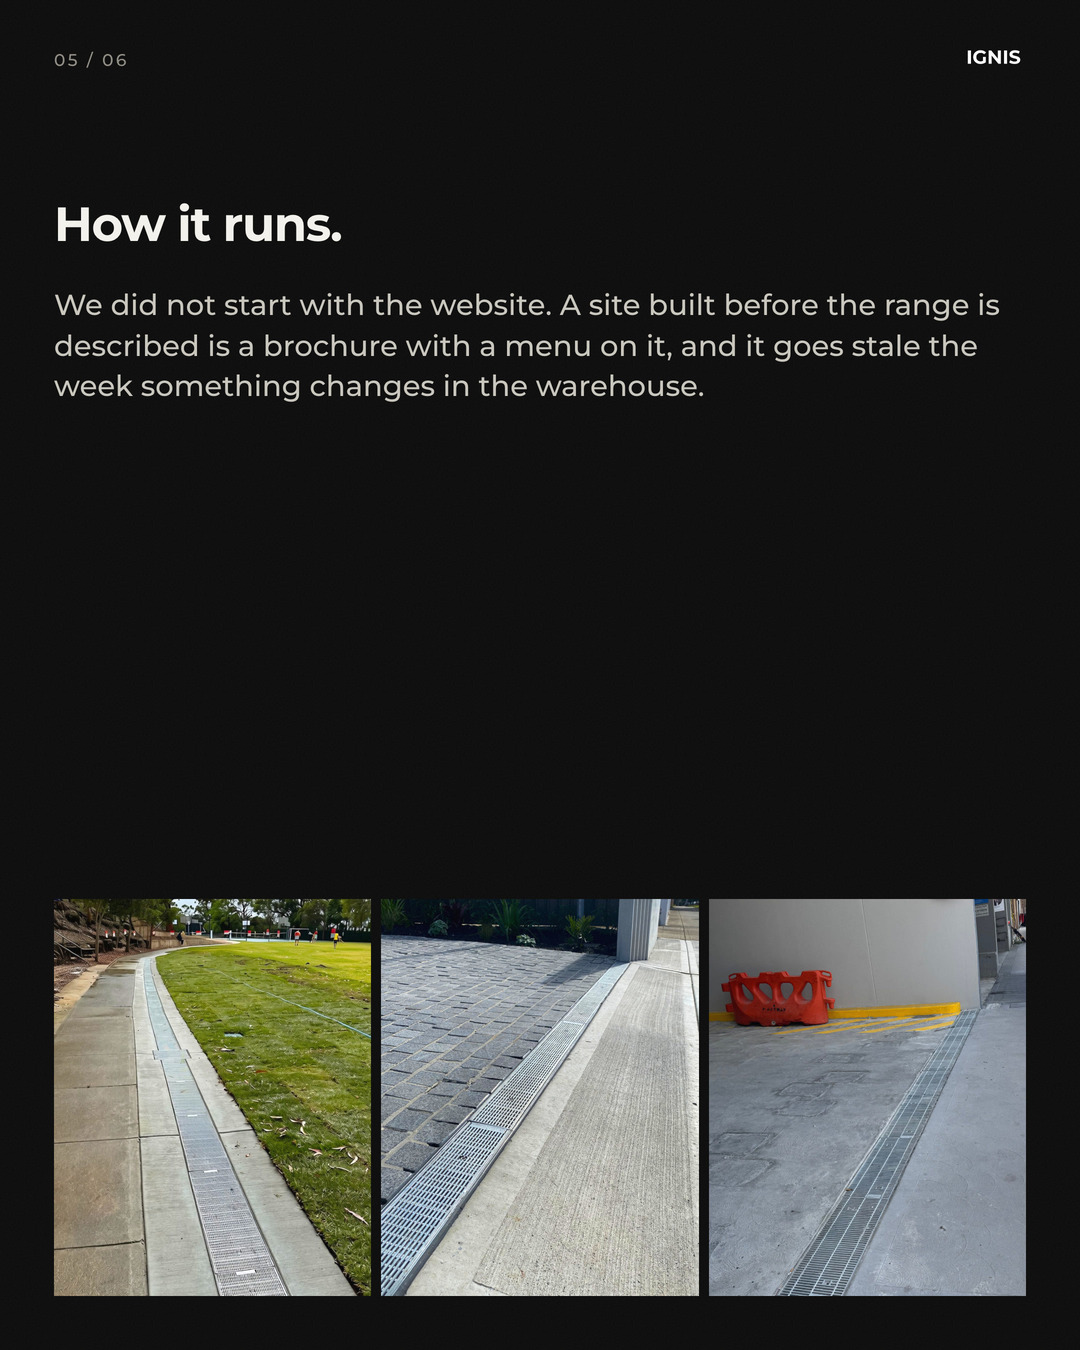 05 / 06
IGNIS
How it runs.
We did not start with the website. A site built before the range is
described is a brochure with a menu on it, and it goes stale the
week something changes in the warehouse.